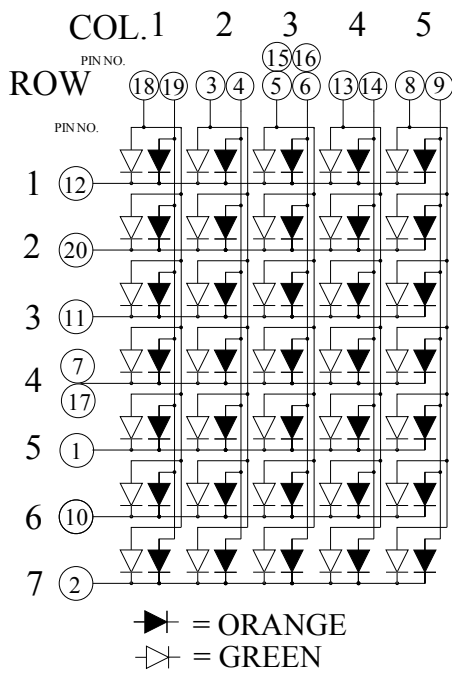 COL. 1 2 3 4 5
PIN NO. 15 16
ROW 18 19 3 4 5 6 13 14 8 9
PIN NO.
1 12
2 20
3 11
4 7
17
5 1
6 10
7 2
= ORANGE
= GREEN